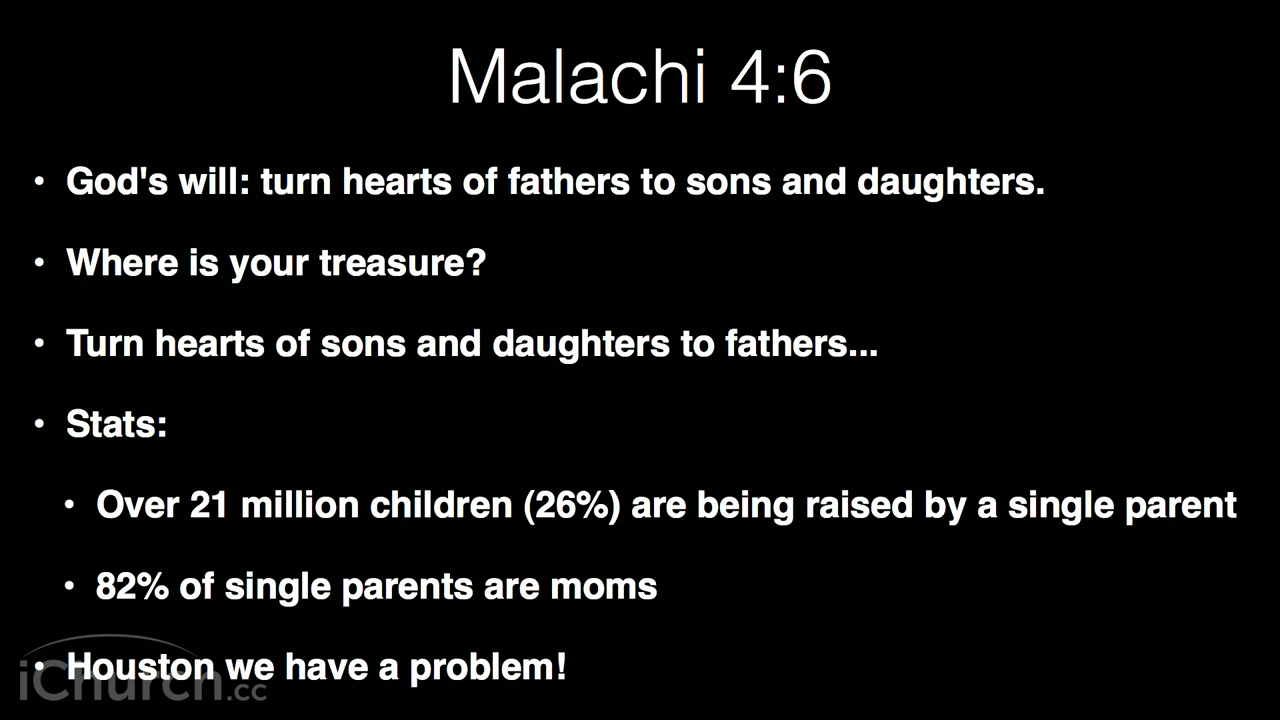 Malachi 4:6
• God's will: turn hearts of fathers to sons and daughters.
• Where is your treasure?
• Turn hearts of sons and daughters to fathers...
• Stats:
• Over 21 million children (26%) are being raised by a single parent
• 82% of single parents are moms
• Houston we have a problem!
iChurch.cc